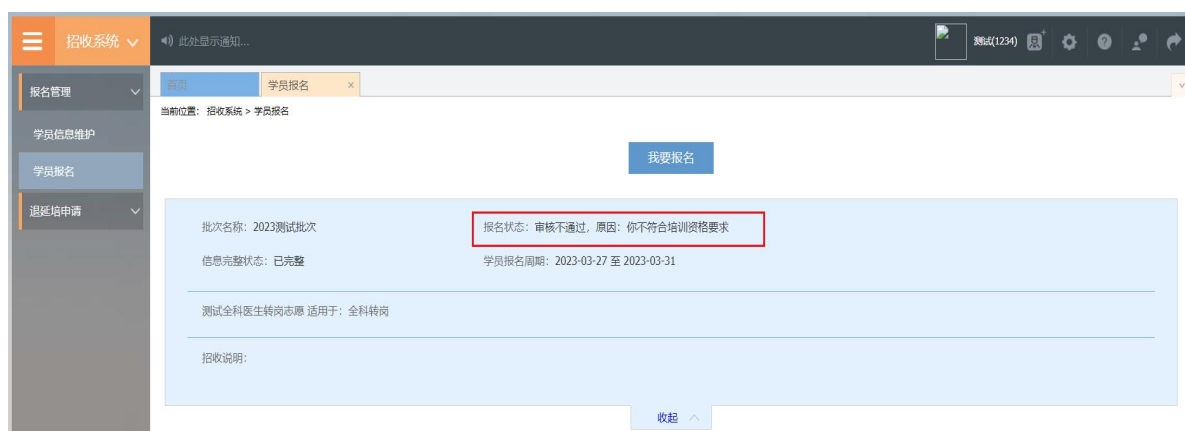 招收系统
此处显示通知...
测试(1234)
报名管理
首页
学员报名 ×
当前位置: 招收系统 > 学员报名
学员信息维护
我要报名
学员报名
退延培申请
批次名称: 2023测试批次
报名状态: 审核不通过, 原因: 你不符合培训资格要求
信息完整状态: 已完整
学员报名周期: 2023-03-27 至 2023-03-31
测试全科医生转岗志愿 适用于: 全科转岗
招收说明:
收起